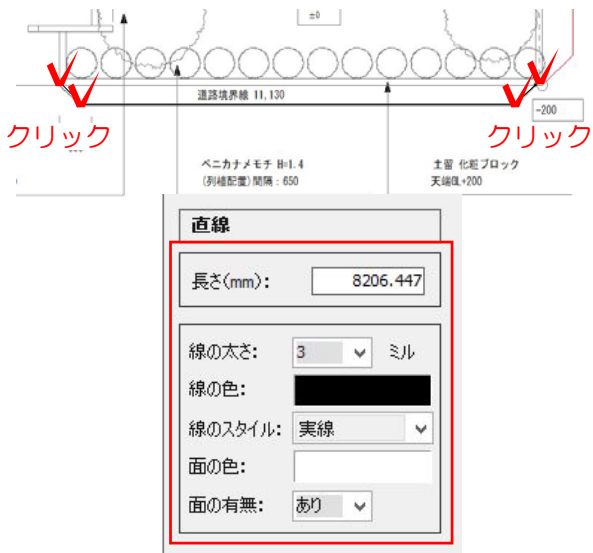 ±0
道路境界線 11,130
クリック
クリック
-200
ベニカナメモチ H=1.4
(列植配置)間隔:650
土留 化粧ブロック
天端GL+200
直線
長さ(mm):
8206.447
線の太さ:
3
ミル
線の色:
線のスタイル:
実線
面の色:
面の有無:
あり